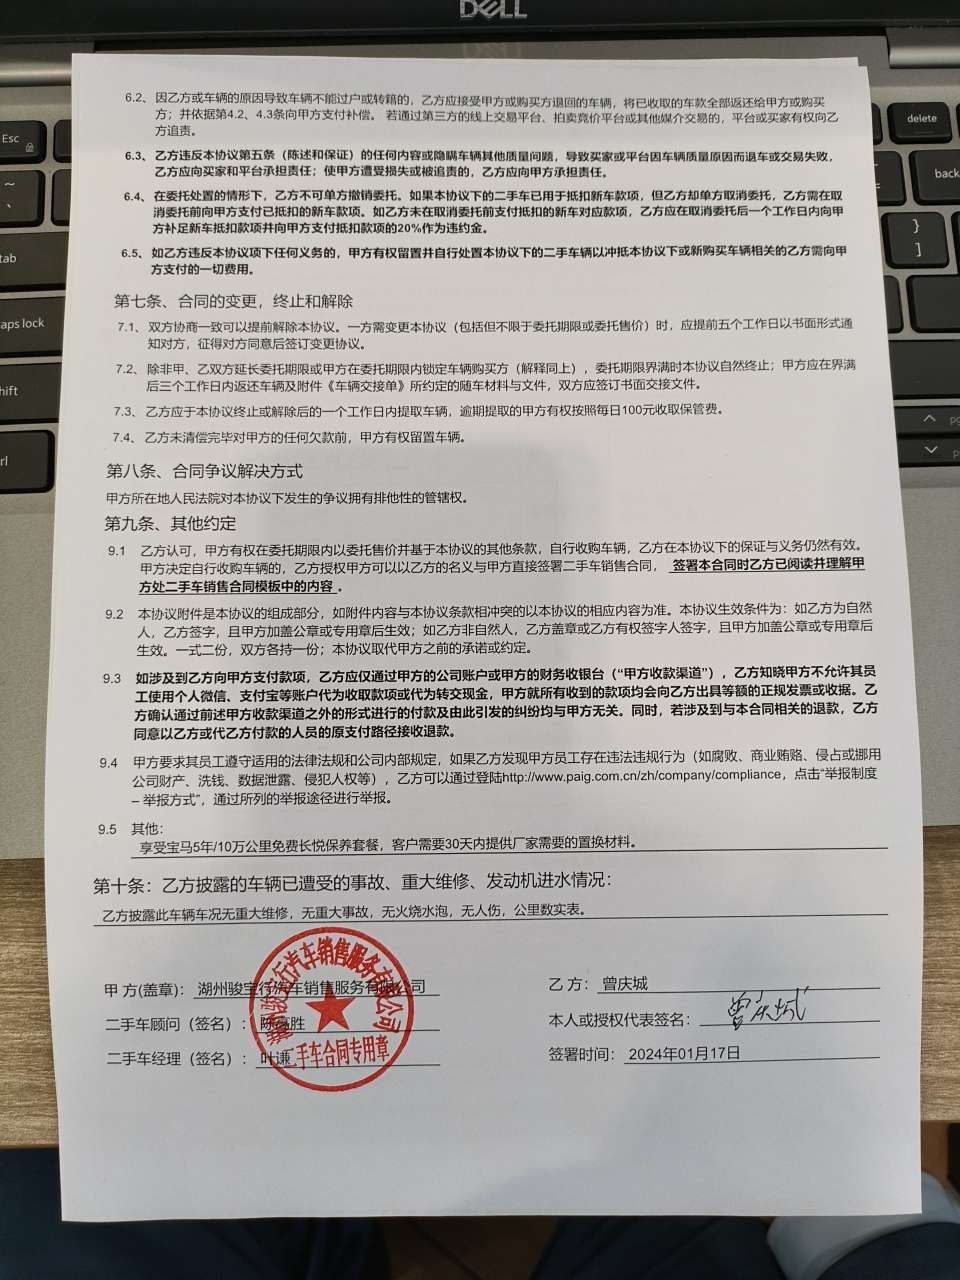 DELL
Esc
~
tab
caps lock
delete
back
}
]
6.2、因乙方或车辆的原因导致车辆不能过户或转籍的，乙方应接受甲方或购买方退回的车辆，将已收取的车款全部返还给甲方或购买
方；并依据第4.2、4.3条向甲方支付补偿。若通过第三方的线上交易平台、拍卖竞价平台或其他媒介交易的，平台或买家有权向乙
方追责。
6.3、乙方违反本协议第五条（陈述和保证）的任何内容或隐瞒车辆其他质量问题，导致买家或平台因车辆质量原因而退车或交易失败，
乙方应向买家和平台承担责任；使甲方遭受损失或被追责的，乙方应向甲方承担责任。
6.4、在委托处置的情形下，乙方不可单方撤销委托。如果本协议下的二手车已用于抵扣新车款项，但乙方却单方取消委托，乙方需在取
消委托前向甲方支付已抵扣的新车款项。如乙方未在取消委托前支付抵扣的新车对应款项，乙方应在取消委托后一个工作日内向甲
方补足新车抵扣款项并向甲方支付抵扣款项的20%作为违约金。
6.5、如乙方违反本协议项下任何义务的，甲方有权留置并自行处置本协议下的二手车辆以冲抵本协议下或新购买车辆相关的乙方需向甲
方支付的一切费用。
第七条、合同的变更，终止和解除
7.1、双方协商一致可以提前解除本协议。一方需变更本协议（包括但不限于委托期限或委托售价）时，应提前五个工作日以书面形式通
知对方，征得对方同意后签订变更协议。
7.2、除非甲、乙双方延长委托期限或甲方在委托期限内锁定车辆购买方（解释同上），委托期限界满时本协议自然终止；甲方应在界满
后三个工作日内返还车辆及附件《车辆交接单》所约定的随车材料与文件，双方应签订书面交接文件。
7.3、乙方应于本协议终止或解除后的一个工作日内提取车辆，逾期提取的甲方有权按照每日100元收取保管费。
7.4、乙方未清偿完毕对甲方的任何欠款前，甲方有权留置车辆。
第八条、合同争议解决方式
甲方所在地人民法院对本协议下发生的争议拥有排他性的管辖权。
第九条、其他约定
9.1 乙方认可，甲方有权在委托期限内以委托售价并基于本协议的其他条款，自行收购车辆，乙方在本协议下的保证与义务仍然有效。
甲方决定自行收购车辆的，乙方授权甲方可以以乙方的名义与甲方直接签署二手车销售合同，签署本合同时乙方已阅读并理解甲
方处二手车销售合同模板中的内容。
9.2 本协议附件是本协议的组成部分，如附件内容与本协议条款相冲突的以本协议的相应内容为准。本协议生效条件为：如乙方为自然
人，乙方签字，且甲方加盖公章或专用章后生效；如乙方非自然人，乙方盖章或乙方有权签字人签字，且甲方加盖公章或专用章后
生效。一式二份，双方各持一份；本协议取代甲方之前的承诺或约定。
9.3 如涉及到乙方向甲方支付款项，乙方应仅通过甲方的公司账户或甲方的财务收银台（“甲方收款渠道”），乙方知晓甲方不允许其员
工使用个人微信、支付宝等账户代为收取款项或代为转交现金，甲方就所有收到的款项均会向乙方出具等额的正规发票或收据。乙
方确认通过前述甲方收款渠道之外的形式进行的付款及由此引发的纠纷均与甲方无关。同时，若涉及到与本合同相关的退款，乙方
同意以乙方或代乙方付款的人员的原支付路径接收退款。
9.4 甲方要求其员工遵守适用的法律法规和公司内部规定，如果乙方发现甲方员工存在违法违规行为（如腐败、商业贿赂、侵占或挪用
公司财产、洗钱、数据泄露、侵犯人权等），乙方可以通过登陆http://www.paig.com.cn/zh/company/compliance，点击“举报制度
– 举报方式”，通过所列的举报途径进行举报。
9.5 其他：
享受宝马5年/10万公里免费长悦保养套餐，客户需要30天内提供厂家需要的置换材料。
第十条：乙方披露的车辆已遭受的事故、重大维修、发动机进水情况：
乙方披露此车辆车况无重大维修，无重大事故，无火烧水泡，无人伤，公里数实表。
甲 方(盖章)：湖州骏宝行汽车销售服务有限公司
二手车顾问（签名）：陈亮胜
二手车经理（签名）：叶谦
湖州骏宝行汽车销售服务有限公司
二手车合同专用章
乙 方：曾庆城
本人或授权代表签名：曾庆城
签署时间：2024年01月17日